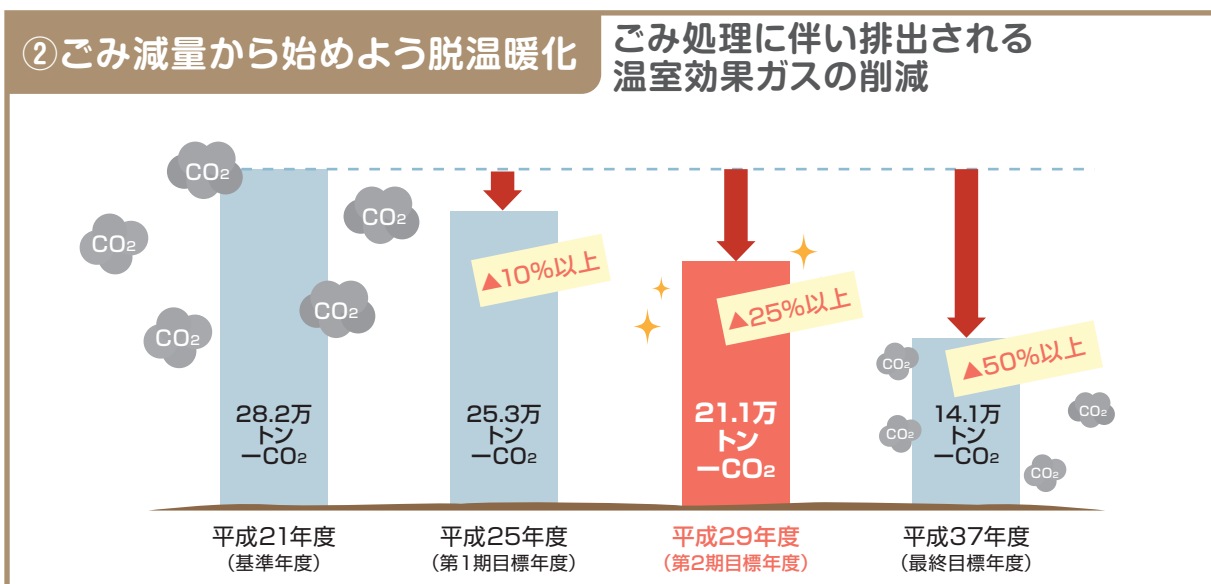 ②ごみ減量から始めよう脱温暖化
ごみ処理に伴い排出される
温室効果ガスの削減
CO₂
CO₂
CO₂
CO₂
CO₂
▲10%以上
▲25%以上
▲50%以上
CO₂
CO₂
CO₂
CO₂
28.2万
トン
ーCO₂
25.3万
トン
ーCO₂
21.1万
トン
ーCO₂
14.1万
トン
ーCO₂
平成21年度
(基準年度)
平成25年度
(第1期目標年度)
平成29年度
(第2期目標年度)
平成37年度
(最終目標年度)